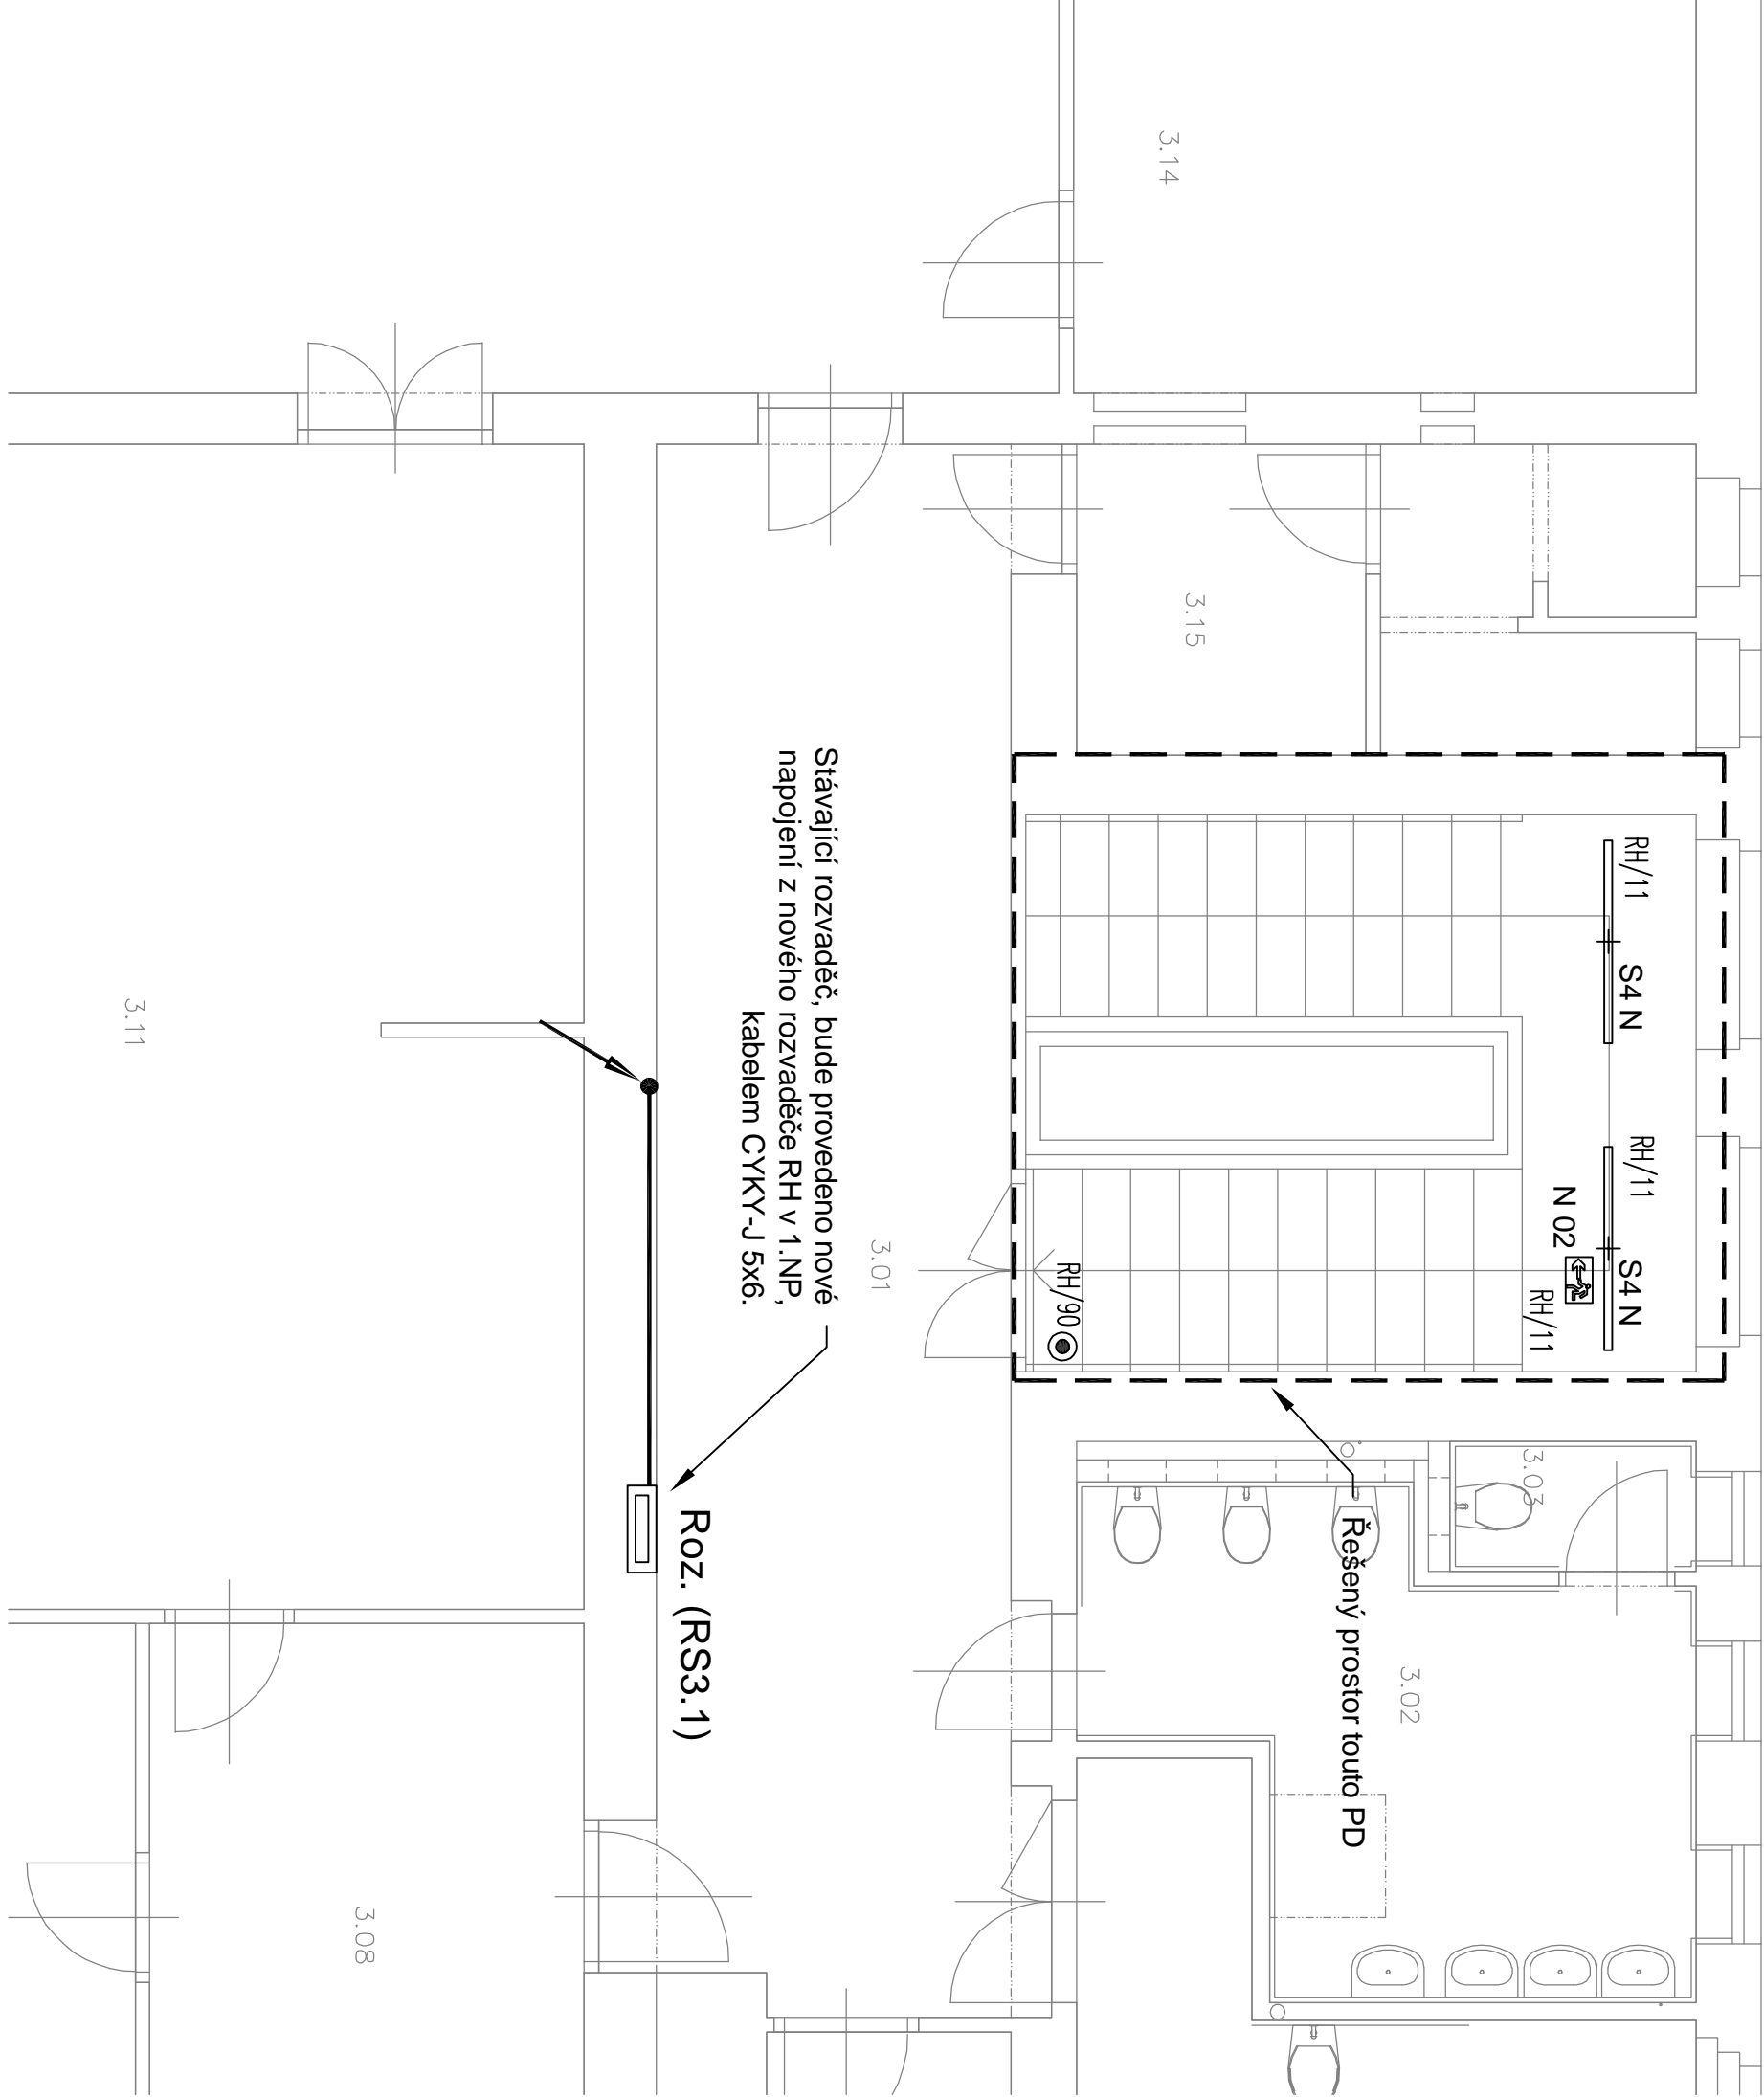 RH/11
S4 N
RH/11
S4 N
N 02
RH/11
RH/90
3.14
3.15
3.03
3.02
Řešený prostor touto PD
3.01
Stávající rozvaděč, bude provedeno nové
napojení z nového rozvaděče RH v 1.NP,
kabelem CYKY-J 5x6.
Roz. (RS3.1)
3.11
3.08